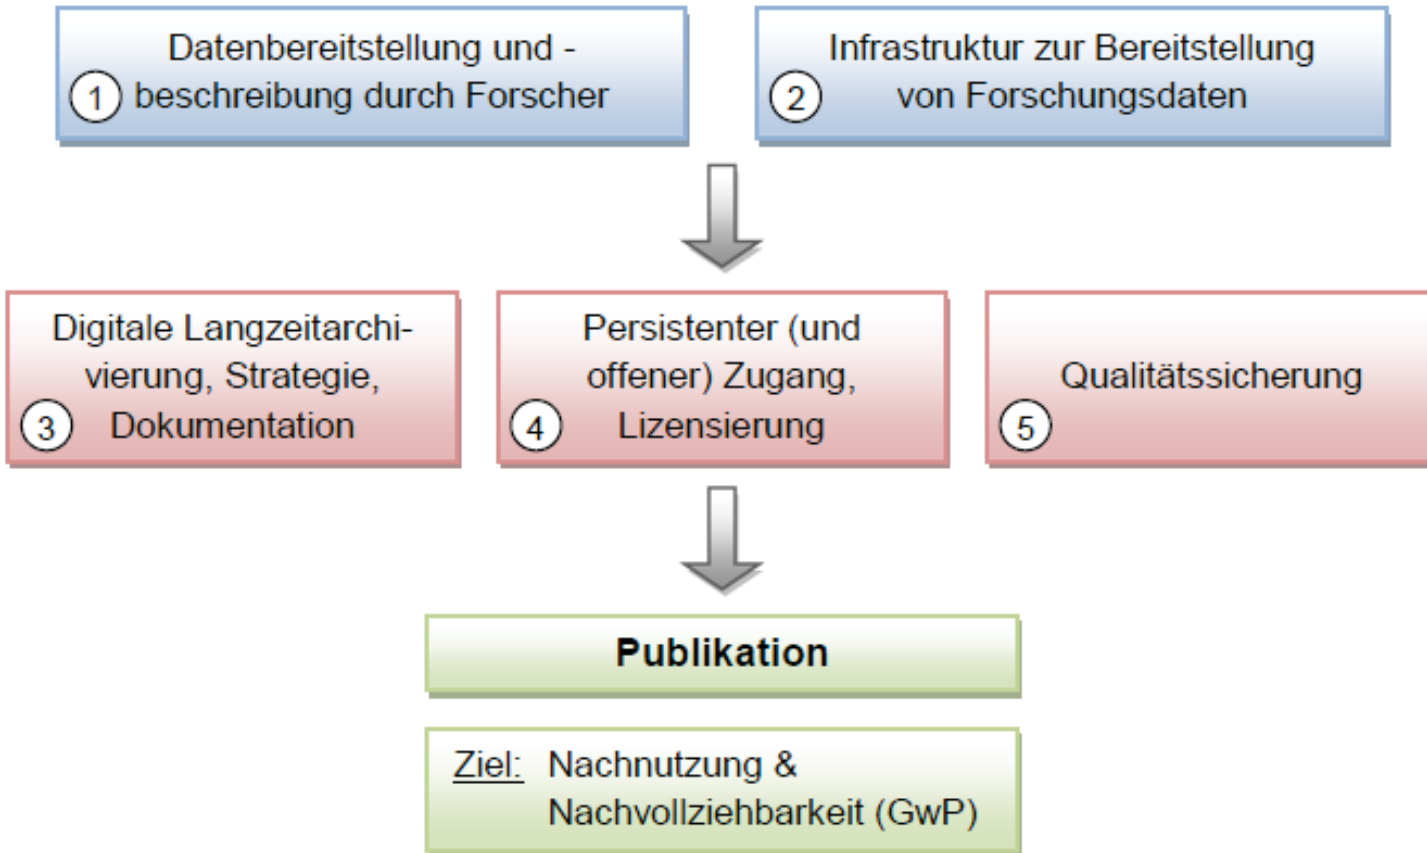 Datenbereitstellung und -
1 beschreibung durch Forscher
Infrastruktur zur Bereitstellung
2 von Forschungsdaten
Digitale Langzeitarchi-
vierung, Strategie,
3 Dokumentation
Persistenter (und
offener) Zugang,
4 Lizensierung
Qualitätssicherung
5
Publikation
Ziel: Nachnutzung &
Nachvollziehbarkeit (GwP)